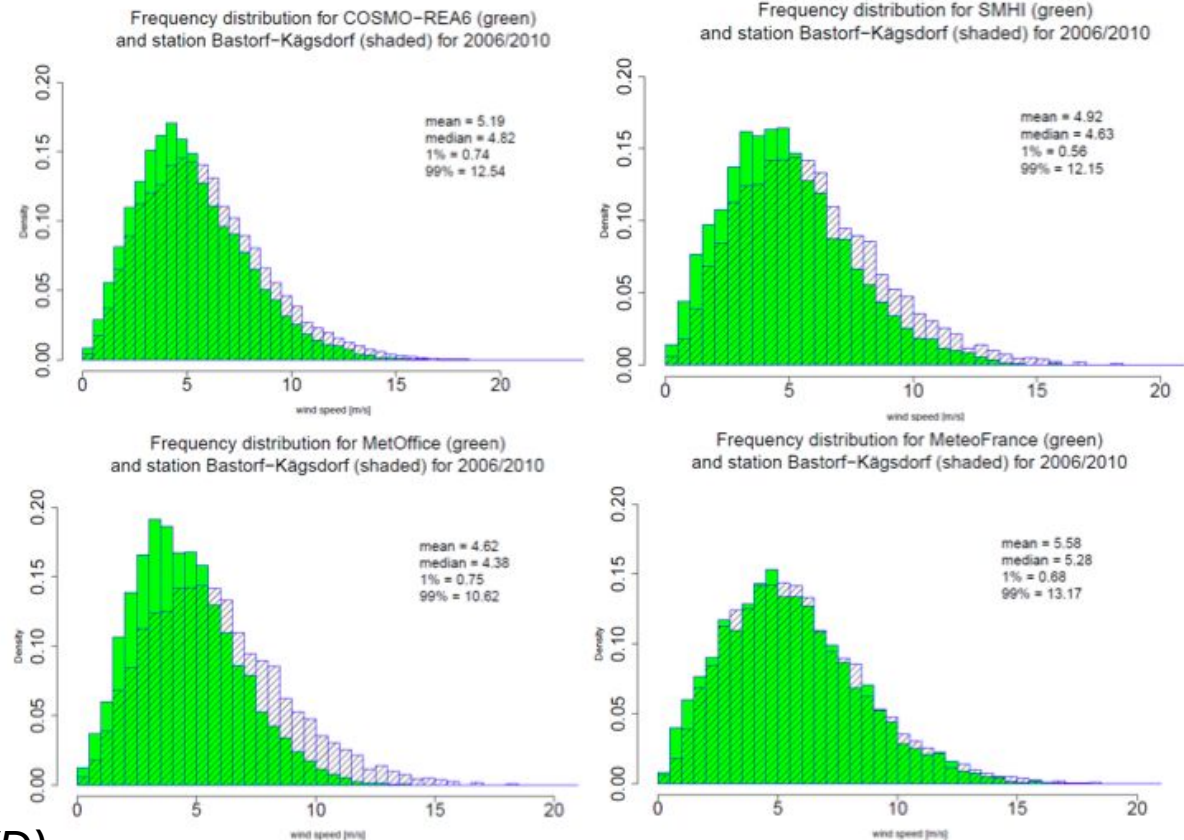 Frequency distribution for COSMO−REA6 (green)
and station Bastorf−Kägsdorf (shaded) for 2006/2010
mean = 5.19
median = 4.82
1% = 0.74
99% = 12.54
0.20
0.15
0.10
0.05
0.00
Density
0 5 10 15 20
wind speed [m/s]
Frequency distribution for SMHI (green)
and station Bastorf−Kägsdorf (shaded) for 2006/2010
mean = 4.92
median = 4.63
1% = 0.56
99% = 12.15
0.20
0.15
0.10
0.05
0.00
Density
0 5 10 15 20
wind speed [m/s]
Frequency distribution for MetOffice (green)
and station Bastorf−Kägsdorf (shaded) for 2006/2010
mean = 4.62
median = 4.38
1% = 0.75
99% = 10.62
0.20
0.15
0.10
0.05
0.00
Density
0 5 10 15 20
wind speed [m/s]
Frequency distribution for MeteoFrance (green)
and station Bastorf−Kägsdorf (shaded) for 2006/2010
mean = 5.58
median = 5.28
1% = 0.68
99% = 13.17
0.20
0.15
0.10
0.05
0.00
Density
0 5 10 15 20
wind speed [m/s]